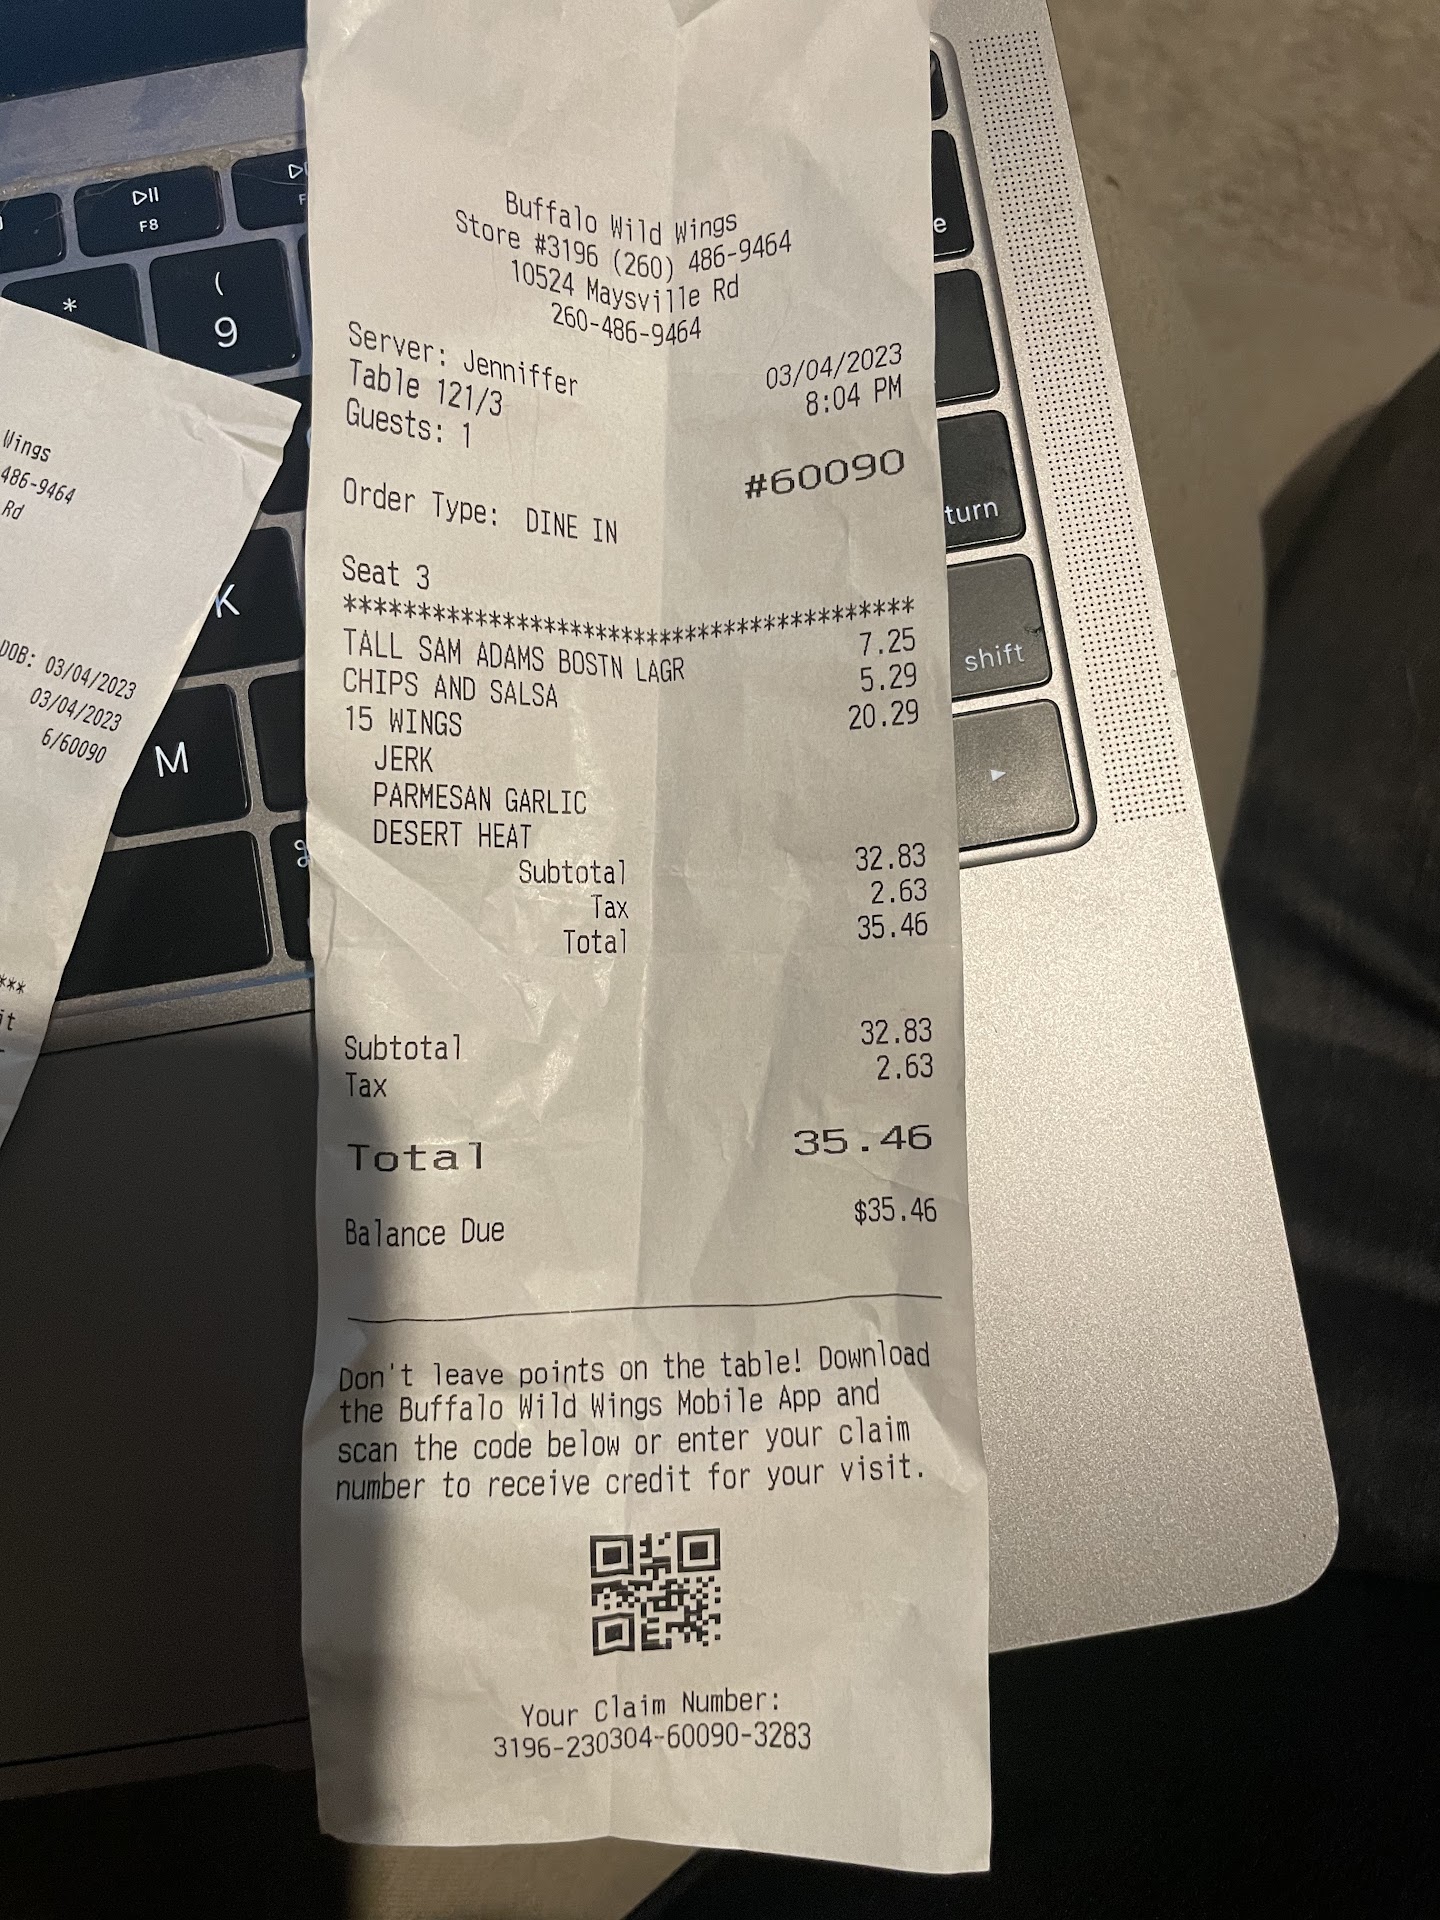 Buffalo Wild Wings
Store #3196 (260) 486-9464
10524 Maysville Rd
260-486-9464
Server: Jenniffer
03/04/2023
Table 121/3
8:04 PM
Guests: 1
#60090
Order Type: DINE IN
Seat 3
****************************************
TALL SAM ADAMS BOSTN LAGR 7.25
CHIPS AND SALSA 5.29
15 WINGS 20.29
JERK
PARMESAN GARLIC
DESERT HEAT
Subtotal 32.83
Tax 2.63
Total 35.46
Subtotal 32.83
Tax 2.63
Total 35.46
Balance Due $35.46
Don't leave points on the table! Download
the Buffalo Wild Wings Mobile App and
scan the code below or enter your claim
number to receive credit for your visit.
Your Claim Number:
3196-230304-60090-3283
Wings
486-9464
Rd
DOB: 03/04/2023
03/04/2023
6/60090
***
it
F8
*
(
9
K
M
⌘
e
turn
shift